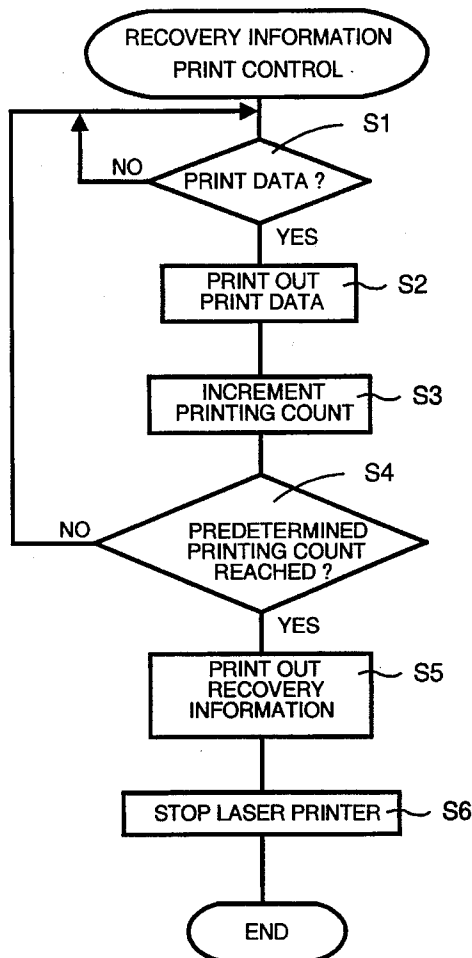 RECOVERY INFORMATION
PRINT CONTROL
S1
NO
PRINT DATA ?
YES
PRINT OUT
PRINT DATA
S2
INCREMENT
PRINTING COUNT
S3
S4
NO
PREDETERMINED
PRINTING COUNT
REACHED ?
YES
PRINT OUT
RECOVERY
INFORMATION
S5
STOP LASER PRINTER
S6
END